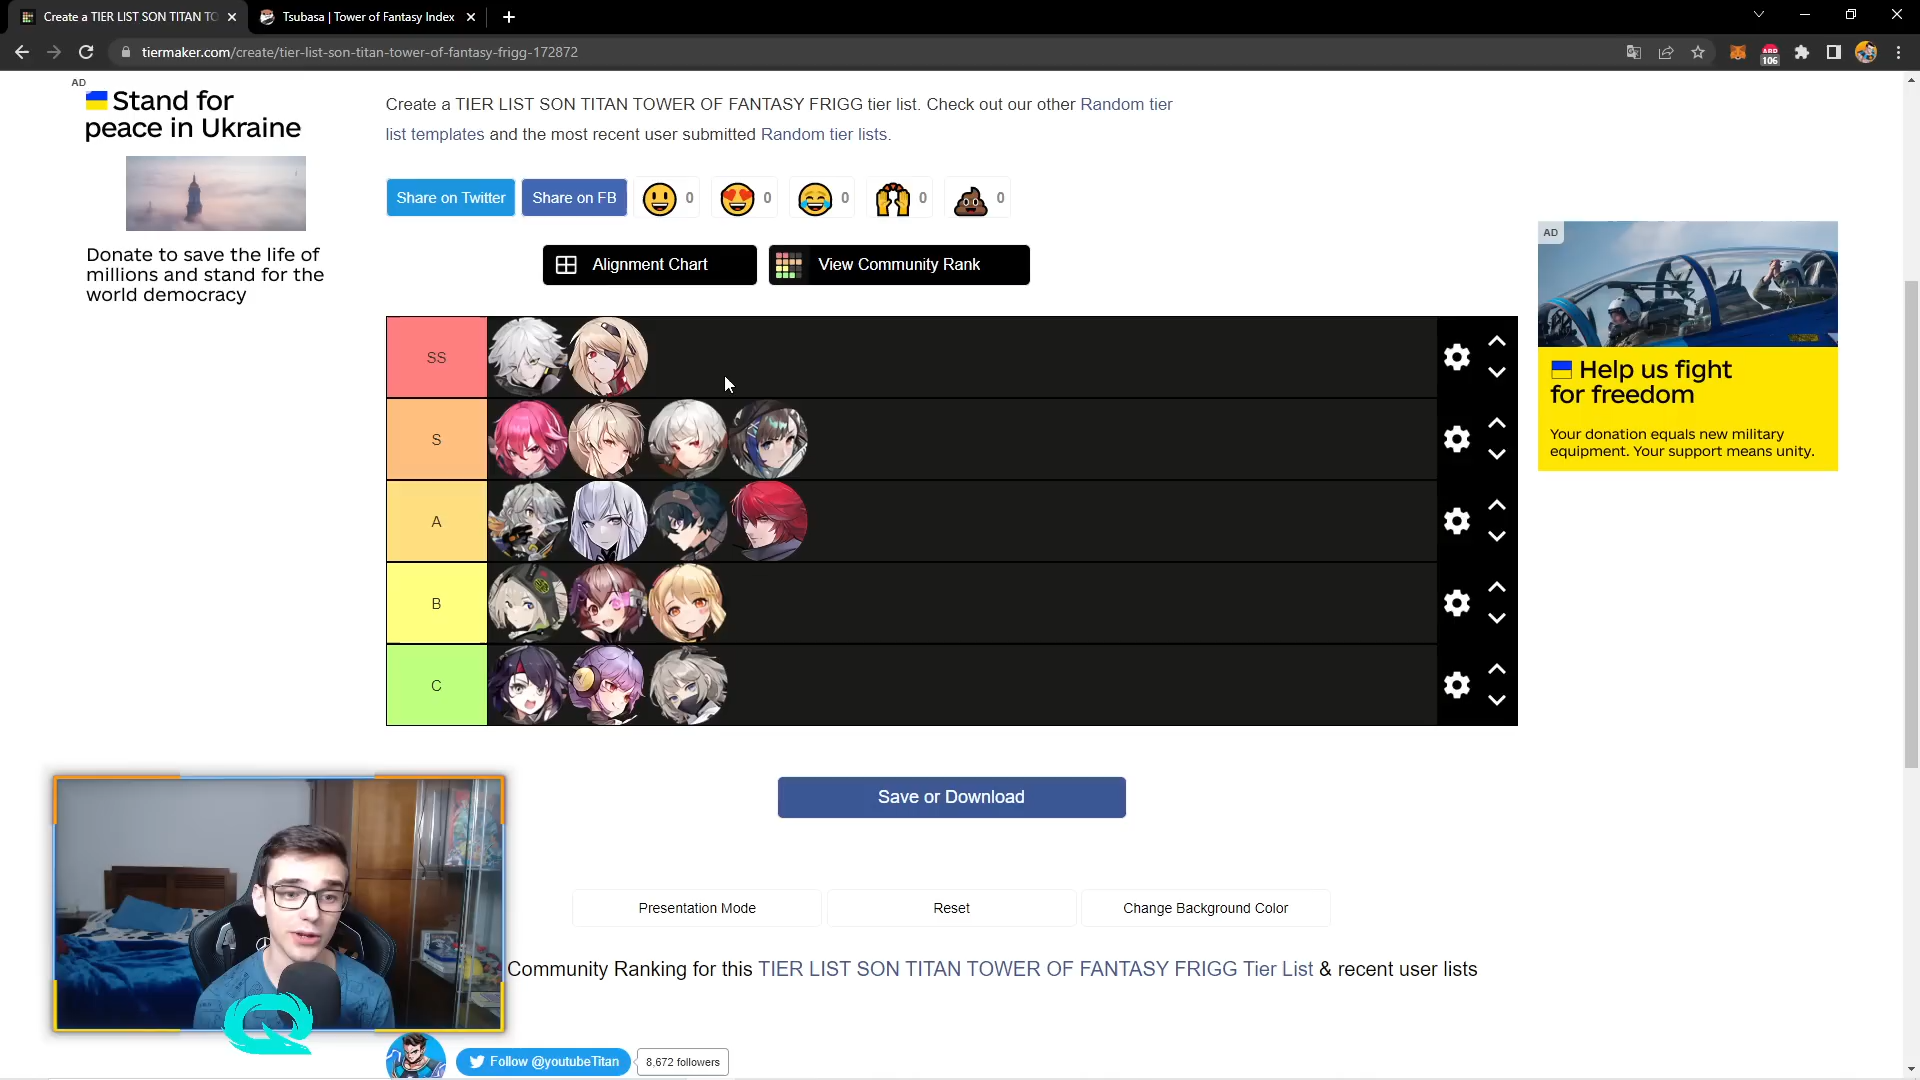 Create a TIER LIST SON TITAN TO
Tsubasa | Tower of Fantasy Index
tiermaker.com/create/tier-list-son-titan-tower-of-fantasy-frigg-172872
ABP
106
AD
Stand for
peace in Ukraine
Donate to save the life of
millions and stand for the
world democracy
Create a TIER LIST SON TITAN TOWER OF FANTASY FRIGG tier list. Check out our other Random tier
list templates and the most recent user submitted Random tier lists.
Share on Twitter
Share on FB
0
0
0
0
0
Alignment Chart
View Community Rank
AD
Help us fight
for freedom
Your donation equals new military
equipment. Your support means unity.
SS
S
A
B
C
Save or Download
Presentation Mode
Reset
Change Background Color
Community Ranking for this TIER LIST SON TITAN TOWER OF FANTASY FRIGG Tier List & recent user lists
Follow @youtubeTitan
8,672 followers